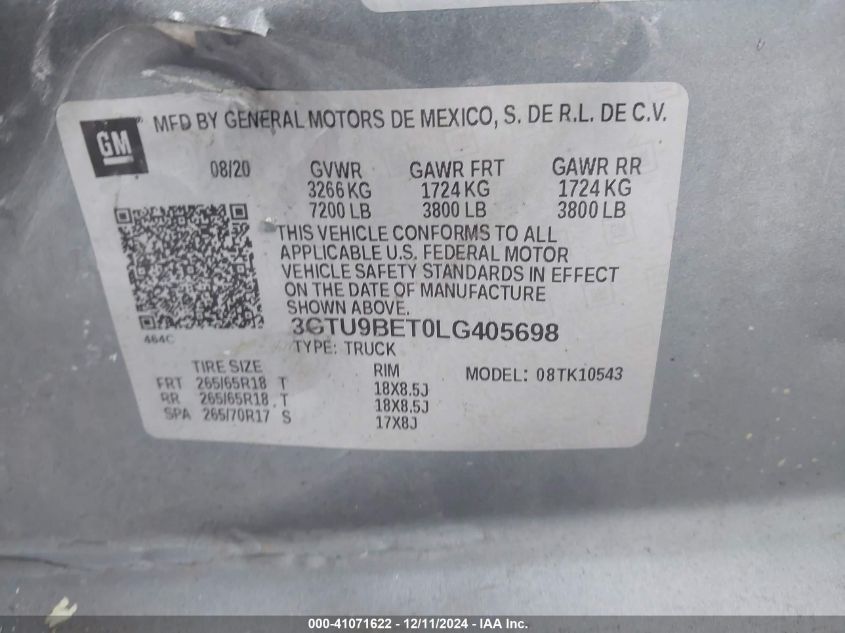 GM
MFD BY GENERAL MOTORS DE MEXICO, S. DE R.L. DE C.V.
08/20 GVWR GAWR FRT GAWR RR
3266 KG 1724 KG 1724 KG
7200 LB 3800 LB 3800 LB
THIS VEHICLE CONFORMS TO ALL
APPLICABLE U.S. FEDERAL MOTOR
VEHICLE SAFETY STANDARDS IN EFFECT
ON THE DATE OF MANUFACTURE
SHOWN ABOVE.
464C
3GTU9BET0LG405698
TYPE: TRUCK
TIRE SIZE RIM MODEL: 08TK10543
FRT 265/65R18 T 18X8.5J
RR 265/65R18 . T 18X8.5J
SPA 265/70R17 S 17X8J
000-41071622 - 12/11/2024 - IAA Inc.